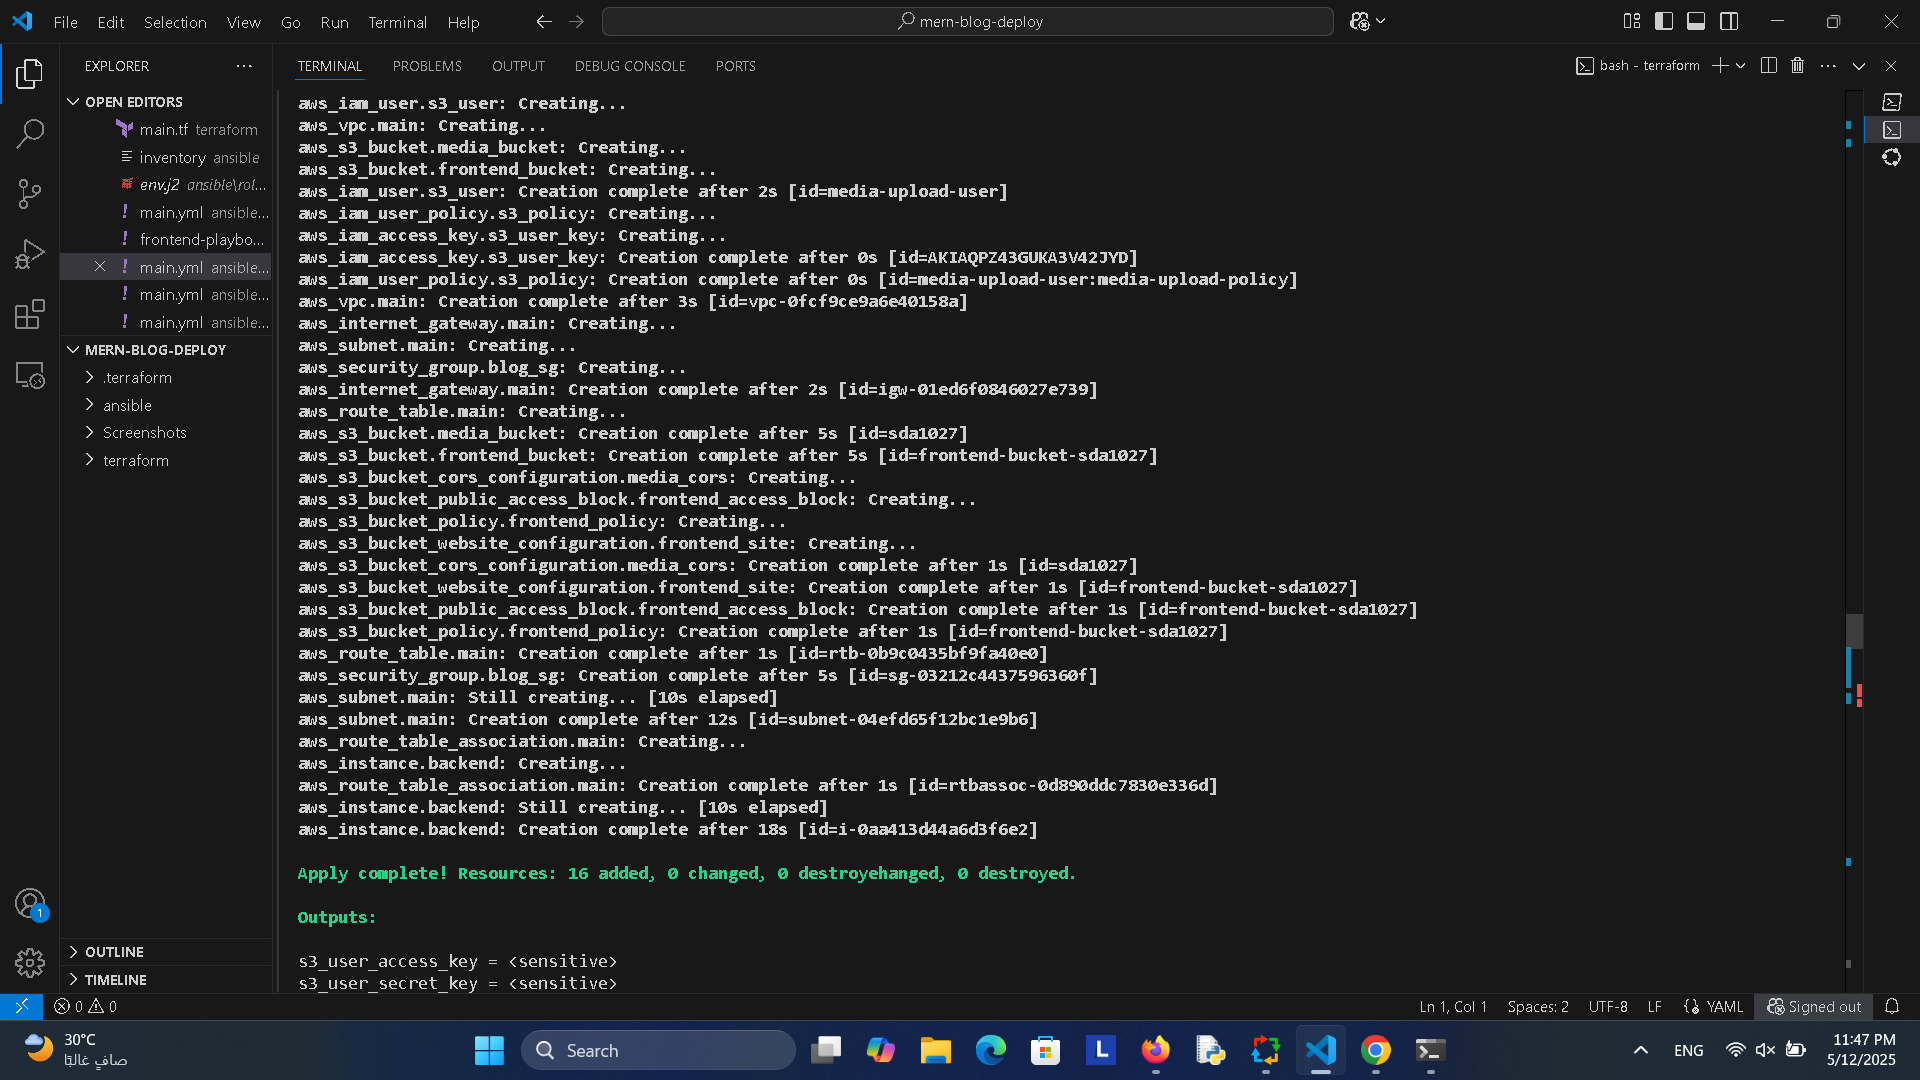 File Edit Selection View Go Run Terminal Help
mern-blog-deploy
EXPLORER
OPEN EDITORS
main.tf terraform
inventory ansible
env.j2 ansible\rol...
main.yml ansible...
frontend-playbo...
main.yml ansible...
main.yml ansible...
main.yml ansible...
MERN-BLOG-DEPLOY
.terraform
ansible
Screenshots
terraform
OUTLINE
TIMELINE
TERMINAL PROBLEMS OUTPUT DEBUG CONSOLE PORTS
bash - terraform
aws_iam_user.s3_user: Creating...
aws_vpc.main: Creating...
aws_s3_bucket.media_bucket: Creating...
aws_s3_bucket.frontend_bucket: Creating...
aws_iam_user.s3_user: Creation complete after 2s [id=media-upload-user]
aws_iam_user_policy.s3_policy: Creating...
aws_iam_access_key.s3_user_key: Creating...
aws_iam_access_key.s3_user_key: Creation complete after 0s [id=AKIAQPZ43GUKA3V42JYD]
aws_iam_user_policy.s3_policy: Creation complete after 0s [id=media-upload-user:media-upload-policy]
aws_vpc.main: Creation complete after 3s [id=vpc-0fcf9ce9a6e40158a]
aws_internet_gateway.main: Creating...
aws_subnet.main: Creating...
aws_security_group.blog_sg: Creating...
aws_internet_gateway.main: Creation complete after 2s [id=igw-01ed6f0846027e739]
aws_route_table.main: Creating...
aws_s3_bucket.media_bucket: Creation complete after 5s [id=sda1027]
aws_s3_bucket.frontend_bucket: Creation complete after 5s [id=frontend-bucket-sda1027]
aws_s3_bucket_cors_configuration.media_cors: Creating...
aws_s3_bucket_public_access_block.frontend_access_block: Creating...
aws_s3_bucket_policy.frontend_policy: Creating...
aws_s3_bucket_website_configuration.frontend_site: Creating...
aws_s3_bucket_cors_configuration.media_cors: Creation complete after 1s [id=sda1027]
aws_s3_bucket_website_configuration.frontend_site: Creation complete after 1s [id=frontend-bucket-sda1027]
aws_s3_bucket_public_access_block.frontend_access_block: Creation complete after 1s [id=frontend-bucket-sda1027]
aws_s3_bucket_policy.frontend_policy: Creation complete after 1s [id=frontend-bucket-sda1027]
aws_route_table.main: Creation complete after 1s [id=rtb-0b9c0435bf9fa40e0]
aws_security_group.blog_sg: Creation complete after 5s [id=sg-03212c4437596360f]
aws_subnet.main: Still creating... [10s elapsed]
aws_subnet.main: Creation complete after 12s [id=subnet-04efd65f12bc1e9b6]
aws_route_table_association.main: Creating...
aws_instance.backend: Creating...
aws_route_table_association.main: Creation complete after 1s [id=rtbassoc-0d890ddc7830e336d]
aws_instance.backend: Still creating... [10s elapsed]
aws_instance.backend: Creation complete after 18s [id=i-0aa413d44a6d3f6e2]
Apply complete! Resources: 16 added, 0 changed, 0 destroyehanged, 0 destroyed.
Outputs:
s3_user_access_key = <sensitive>
s3_user_secret_key = <sensitive>
1
0 0
Ln 1, Col 1 Spaces: 2 UTF-8 LF YAML Signed out
30°C
صافٍ غالبًا
Search
L
ENG
11:47 PM
5/12/2025